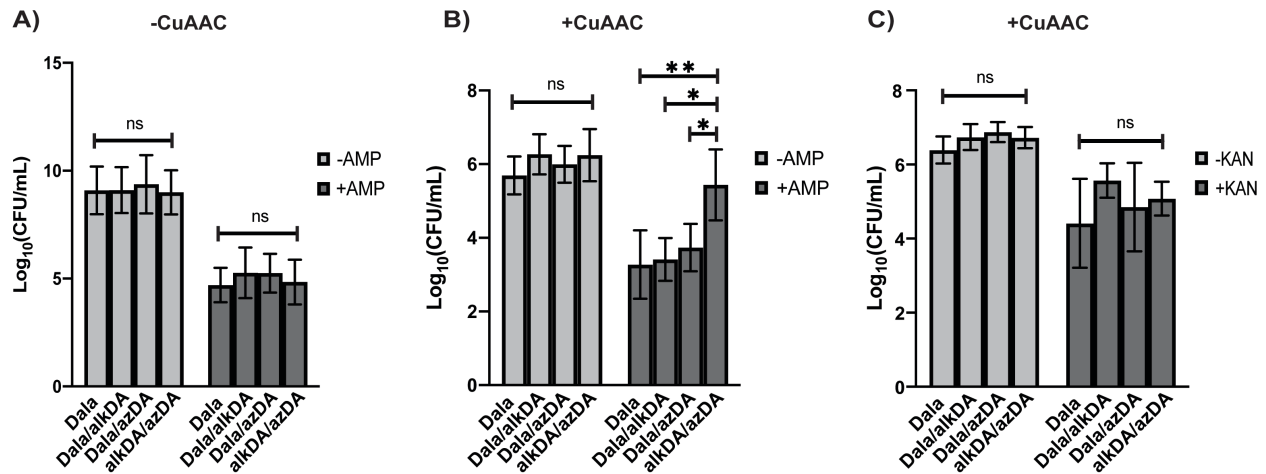 A)
-CuAAC
Log10(CFU/mL)
15
10
5
0
ns
ns
-AMP
+AMP
Dala
Dala/alkDA
Dala/azDA
alkDA/azDA
Dala
Dala/alkDA
Dala/azDA
alkDA/azDA
B)
+CuAAC
Log10(CFU/mL)
8
6
4
2
0
ns
**
*
*
-AMP
+AMP
Dala
Dala/alkDA
Dala/azDA
alkDA/azDA
Dala
Dala/alkDA
Dala/azDA
alkDA/azDA
C)
+CuAAC
Log10(CFU/mL)
8
6
4
2
0
ns
ns
-KAN
+KAN
Dala
Dala/alkDA
Dala/azDA
alkDA/azDA
Dala
Dala/alkDA
Dala/azDA
alkDA/azDA